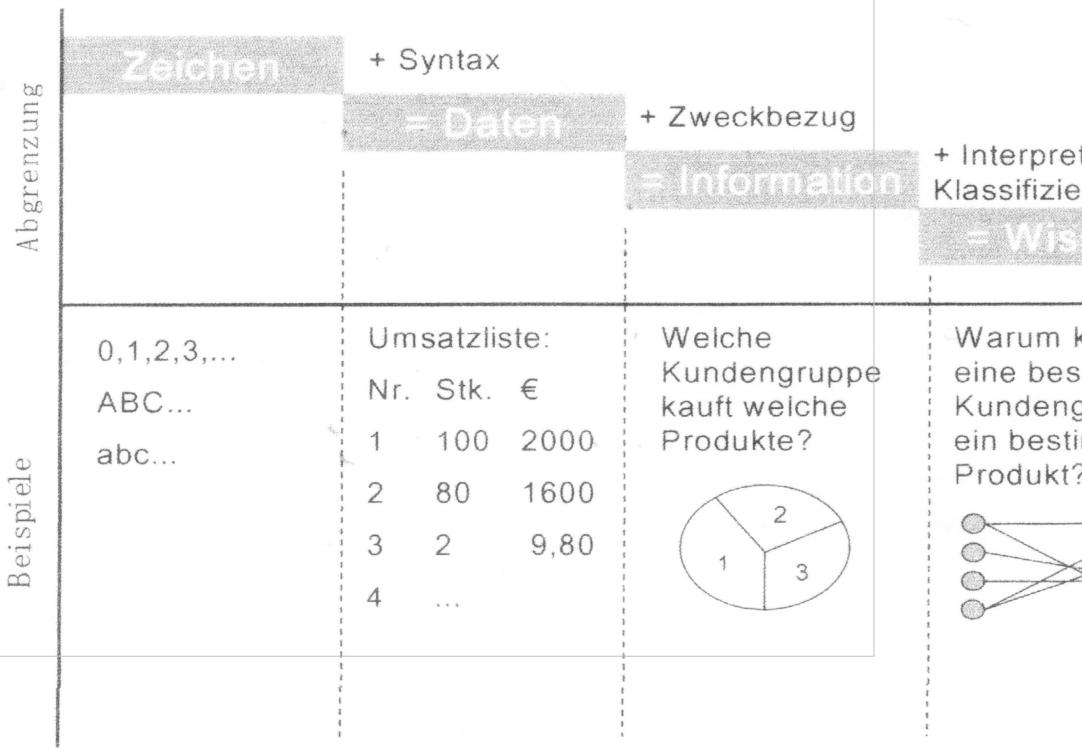 Abgrenzung
Zeichen
+ Syntax
= Daten
+ Zweckbezug
= Information
+ Interpret
Klassifizie
= Wis
Beispiele
0,1,2,3,...
ABC...
abc...
Umsatzliste:
Nr. Stk. €
1 100 2000
2 80 1600
3 2 9,80
4 ...
Welche
Kundengruppe
kauft welche
Produkte?
1
2
3
Warum k
eine bes
Kundeng
ein besti
Produkt?